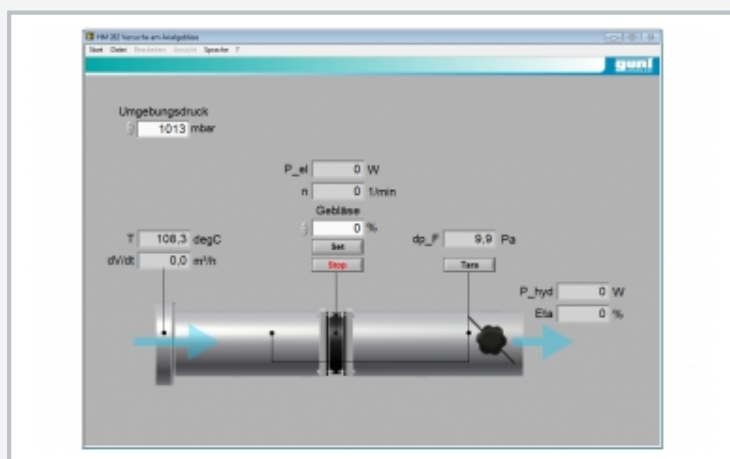 HM 282 Versuche am Axialgebläse
Start Datei Bearbeiten Ansicht Sprache ?
gunt
Umgebungsdruck
1013 mbar
P_el 0 W
n 0 1/min
Gebläse
0 %
Set
Stop
T 108,3 degC
dV/dt 0,0 m³/h
dp_F 9,9 Pa
Tara
P_hyd 0 W
Eta 0 %